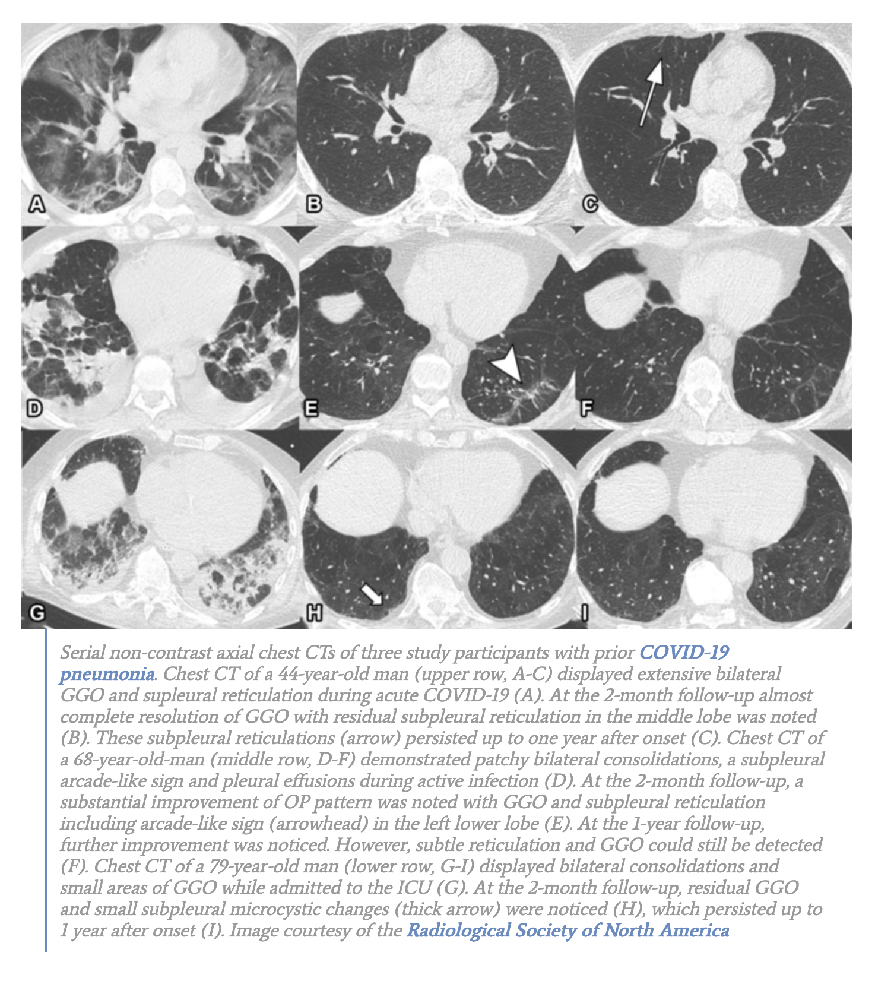 A
B
C
D
E
F
G
H
I
Serial non-contrast axial chest CTs of three study participants with prior COVID-19
pneumonia. Chest CT of a 44-year-old man (upper row, A-C) displayed extensive bilateral
GGO and supleural reticulation during acute COVID-19 (A). At the 2-month follow-up almost
complete resolution of GGO with residual subpleural reticulation in the middle lobe was noted
(B). These subpleural reticulations (arrow) persisted up to one year after onset (C). Chest CT of
a 68-year-old-man (middle row, D-F) demonstrated patchy bilateral consolidations, a subpleural
arcade-like sign and pleural effusions during active infection (D). At the 2-month follow-up, a
substantial improvement of OP pattern was noted with GGO and subpleural reticulation
including arcade-like sign (arrowhead) in the left lower lobe (E). At the 1-year follow-up,
further improvement was noticed. However, subtle reticulation and GGO could still be detected
(F). Chest CT of a 79-year-old man (lower row, G-I) displayed bilateral consolidations and
small areas of GGO while admitted to the ICU (G). At the 2-month follow-up, residual GGO
and small subpleural microcystic changes (thick arrow) were noticed (H), which persisted up to
1 year after onset (I). Image courtesy of the Radiological Society of North America